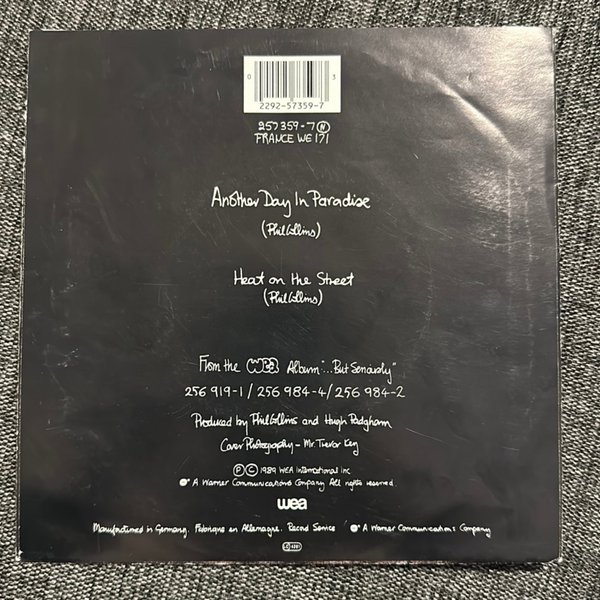 0 3
2292-57359-7
257359-7 N
FRANCE WE 171
Another Day In Paradise
(Phil Collins)
Heat on the Street
(Phil Collins)
From the wea Album "...But Seriously"
256 919-1 / 256 984-4 / 256 984-2
Produced by Phil Collins and Hugh Padgham
Cover Photography - Mr. Trevor Key
Ⓟ © 1989 WEA International Inc
A Warner Communications Company All rights reserved.
wea
Manufactured in Germany. Fabriqué en Allemagne. Record Service A Warner Communications Company